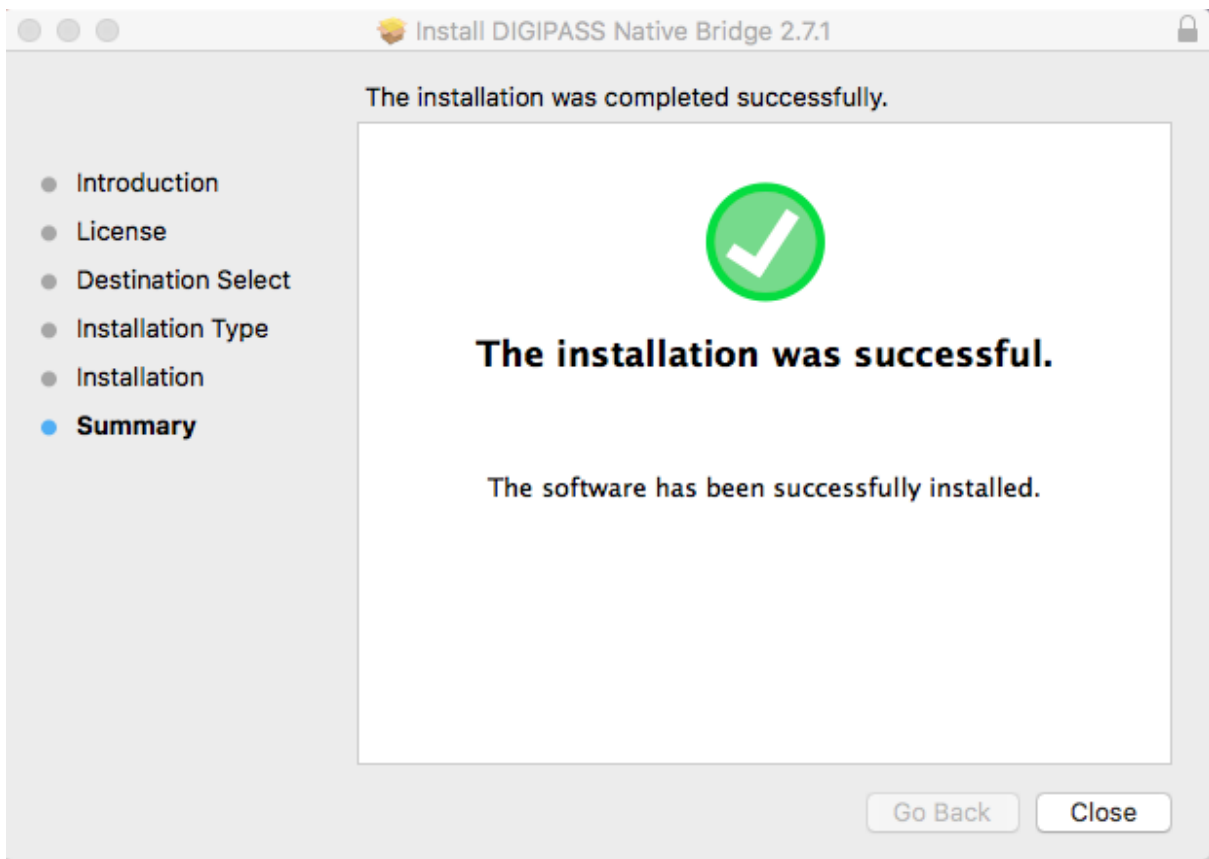 Install DIGIPASS Native Bridge 2.7.1
The installation was completed successfully.
Introduction
License
Destination Select
Installation Type
Installation
Summary
The installation was successful.
The software has been successfully installed.
Go Back
Close